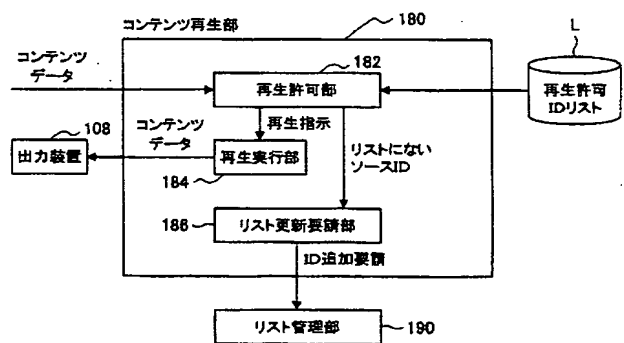 コンテンツ再生部
180
L
コンテンツ
データ
182
再生許可部
再生許可
IDリスト
再生指示
108
コンテンツ
データ
出力装置
再生実行部
184
リストにない
ソースID
186
リスト更新要請部
ID追加要請
リスト管理部
190